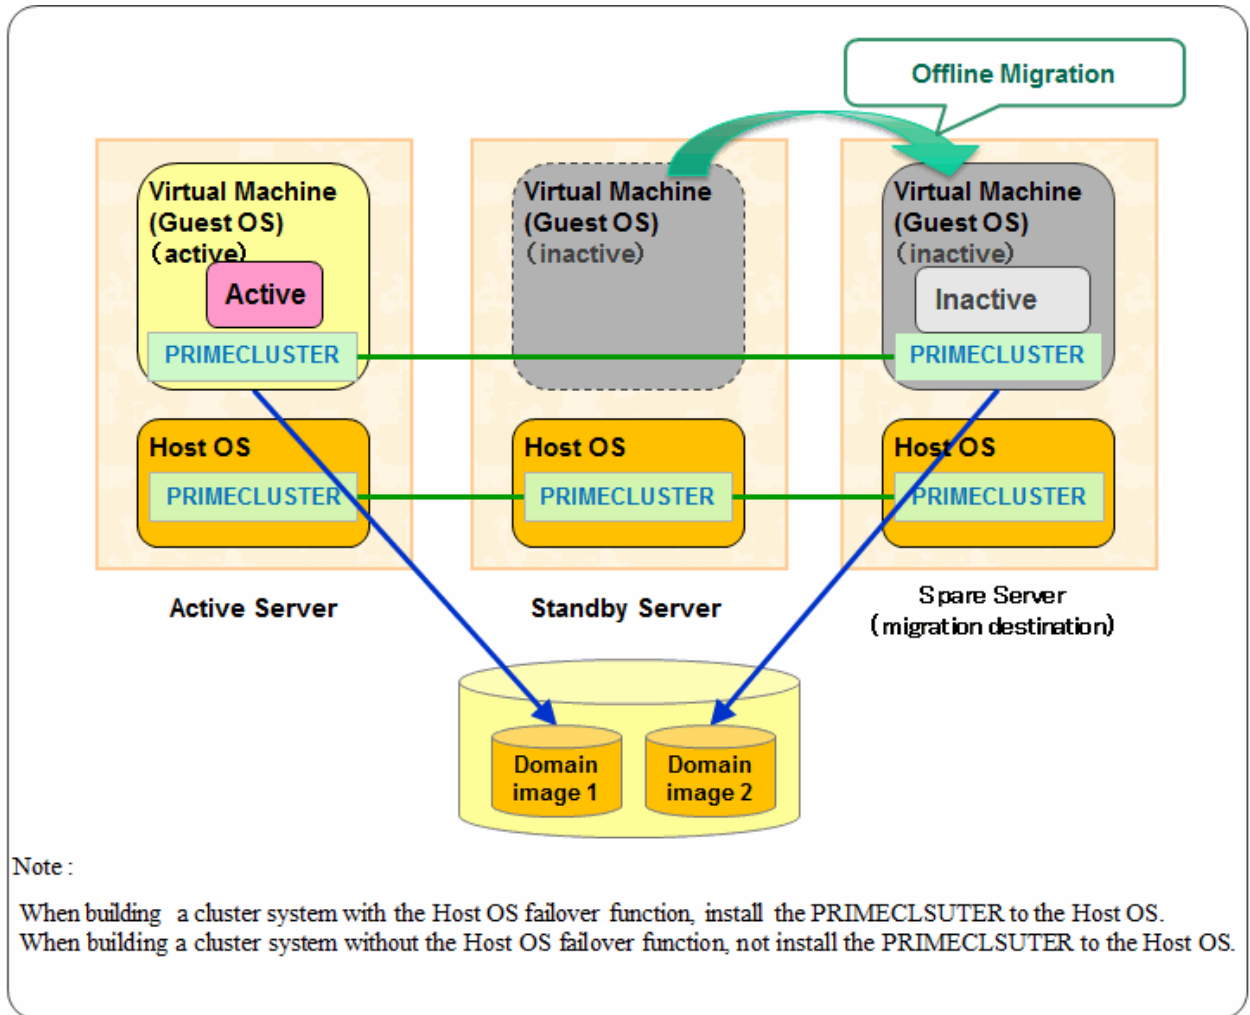 Offline Migration
Virtual Machine
(Guest OS)
(active)
Active
PRIMECLUSTER
Virtual Machine
(Guest OS)
(inactive)
Virtual Machine
(Guest OS)
(inactive)
Inactive
PRIMECLUSTER
Host OS
PRIMECLUSTER
Host OS
PRIMECLUSTER
Host OS
PRIMECLUSTER
Active Server
Standby Server
Spare Server
(migration destination)
Domain
image 1
Domain
image 2
Note :
When building a cluster system with the Host OS failover function, install the PRIMECLSUTER to the Host OS.
When building a cluster system without the Host OS failover function, not install the PRIMECLSUTER to the Host OS.